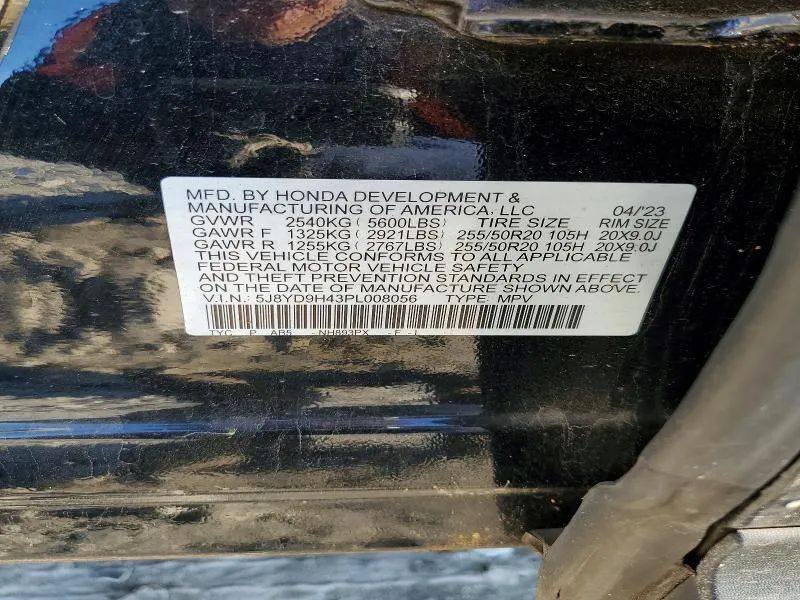 MFD. BY HONDA DEVELOPMENT &
MANUFACTURING OF AMERICA, LLC 04/'23
GVWR 2540KG ( 5600LBS) TIRE SIZE RIM SIZE
GAWR F 1325KG ( 2921LBS) 255/50R20 105H 20X9.0J
GAWR R 1255KG ( 2767LBS) 255/50R20 105H 20X9.0J
THIS VEHICLE CONFORMS TO ALL APPLICABLE
FEDERAL MOTOR VEHICLE SAFETY
AND THEFT PREVENTION STANDARDS IN EFFECT
ON THE DATE OF MANUFACTURE SHOWN ABOVE.
V.I.N.: 5J8YD9H43PL008056 TYPE: MPV
TYC P AB5 - NH893PX - F -